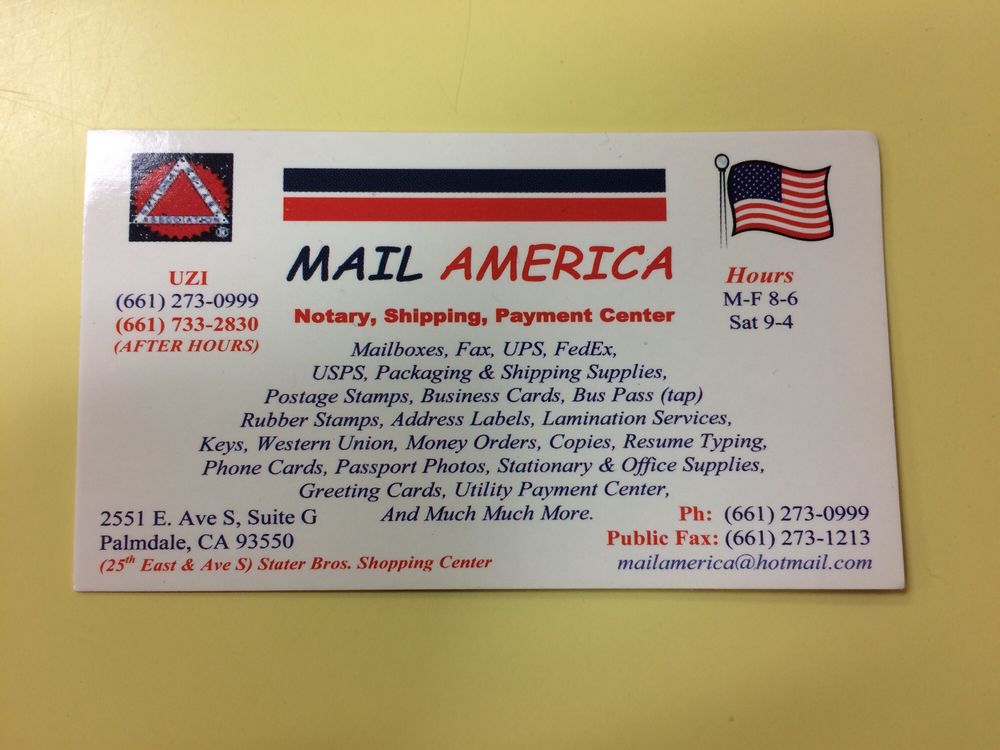 ASSOCIATION
®
UZI
(661) 273-0999
(661) 733-2830
(AFTER HOURS)
MAIL AMERICA
Notary, Shipping, Payment Center
Hours
M-F 8-6
Sat 9-4
Mailboxes, Fax, UPS, FedEx,
USPS, Packaging & Shipping Supplies,
Postage Stamps, Business Cards, Bus Pass (tap)
Rubber Stamps, Address Labels, Lamination Services,
Keys, Western Union, Money Orders, Copies, Resume Typing,
Phone Cards, Passport Photos, Stationary & Office Supplies,
Greeting Cards, Utility Payment Center,
And Much Much More.
2551 E. Ave S, Suite G
Palmdale, CA 93550
(25th East & Ave S) Stater Bros. Shopping Center
Ph: (661) 273-0999
Public Fax: (661) 273-1213
mailamerica@hotmail.com